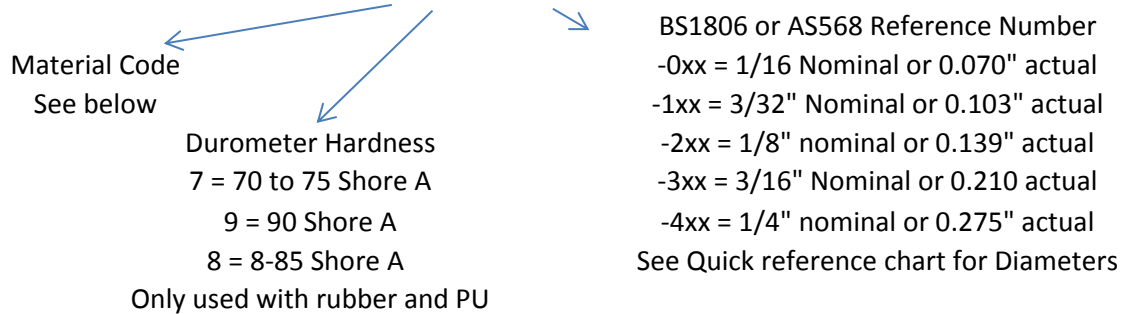 Material Code
See below
Durometer Hardness
7 = 70 to 75 Shore A
9 = 90 Shore A
8 = 8-85 Shore A
Only used with rubber and PU
BS1806 or AS568 Reference Number
-0xx = 1/16 Nominal or 0.070" actual
-1xx = 3/32" Nominal or 0.103" actual
-2xx = 1/8" nominal or 0.139" actual
-3xx = 3/16" Nominal or 0.210 actual
-4xx = 1/4" nominal or 0.275" actual
See Quick reference chart for Diameters